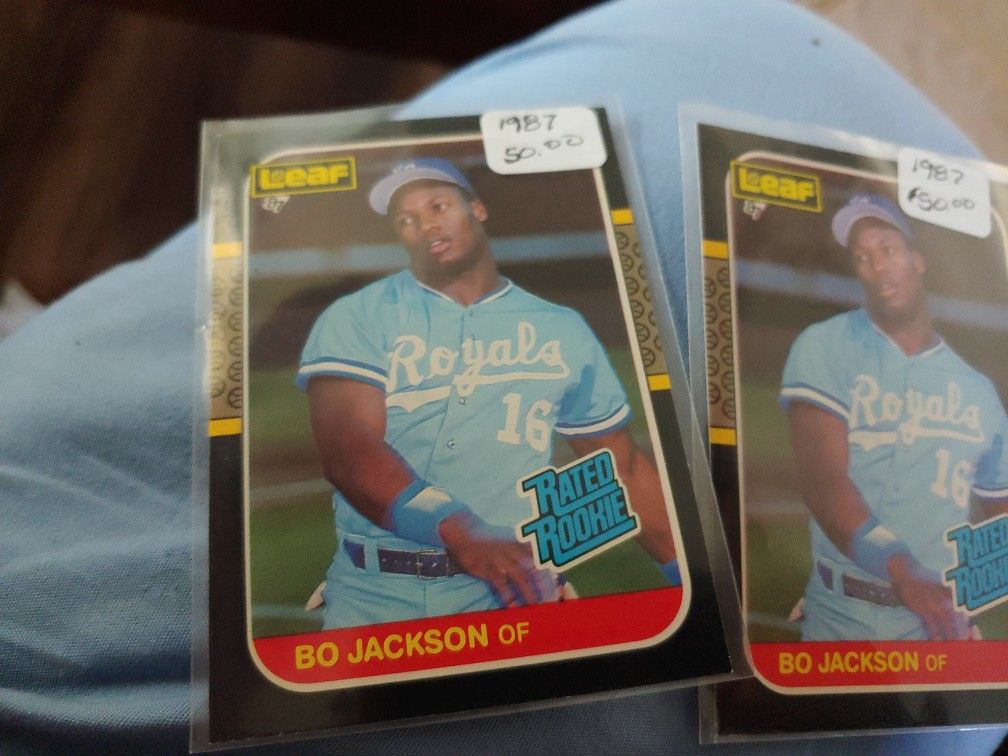 1987
50.00
Leaf
87
Royals
16
RATED
ROOKIE
BO JACKSON OF
1987
$50.00
Leaf
87
Royals
16
RATED
ROOKIE
BO JACKSON OF